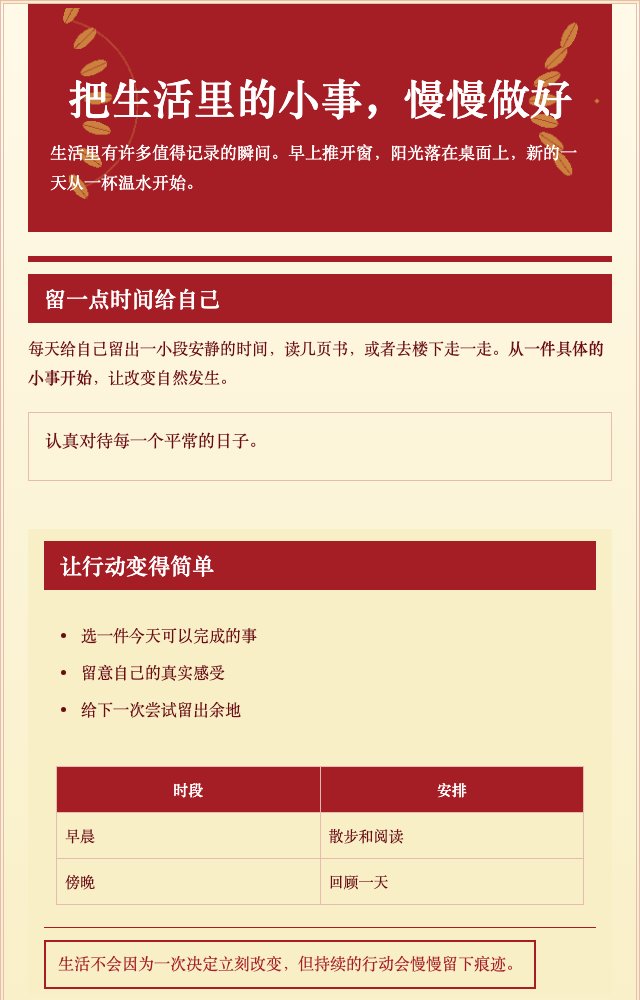 把生活里的小事，慢慢做好
生活里有许多值得记录的瞬间。早上推开窗，阳光落在桌面上，新的一
天从一杯温水开始。
留一点时间给自己
每天给自己留出一小段安静的时间，读几页书，或者去楼下走一走。从一件具体的
小事开始，让改变自然发生。
认真对待每一个平常的日子。
让行动变得简单
• 选一件今天可以完成的事
• 留意自己的真实感受
• 给下一次尝试留出余地
时段 安排
早晨 散步和阅读
傍晚 回顾一天
生活不会因为一次决定立刻改变，但持续的行动会慢慢留下痕迹。